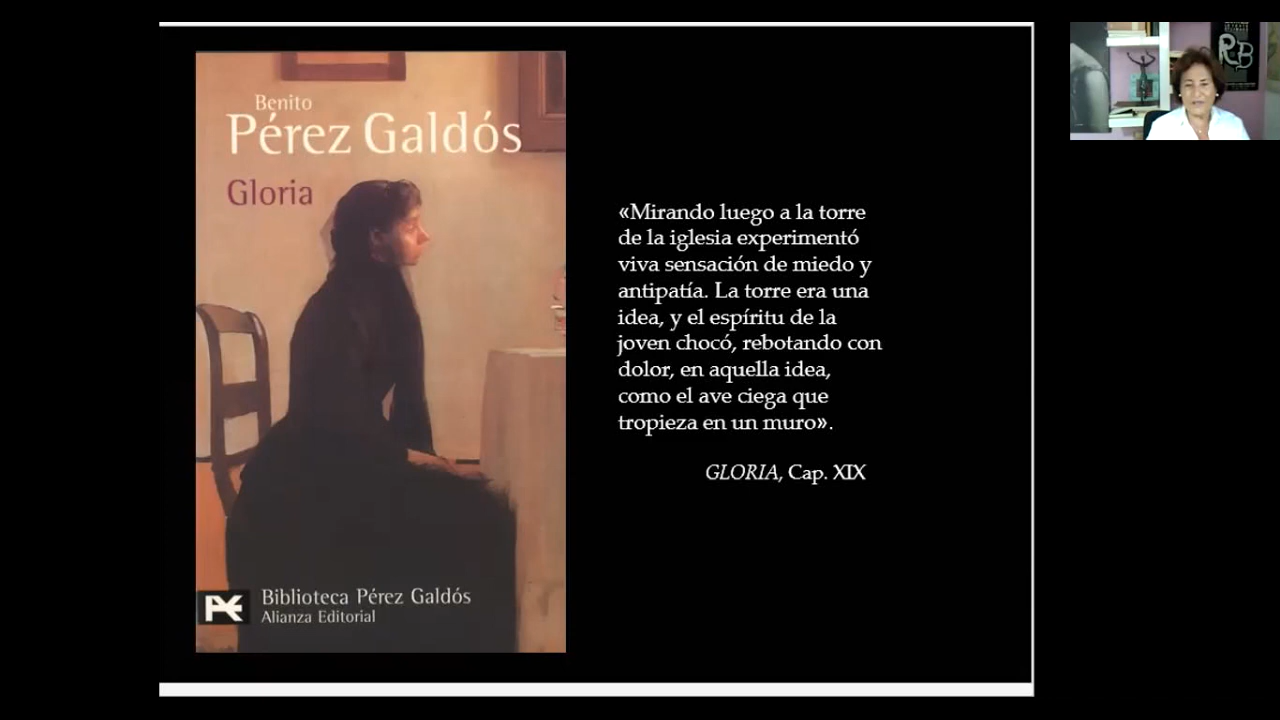 Benito
Pérez Galdós
Gloria
Biblioteca Pérez Galdós
Alianza Editorial
«Mirando luego a la torre
de la iglesia experimentó
viva sensación de miedo y
antipatía. La torre era una
idea, y el espíritu de la
joven chocó, rebotando con
dolor, en aquella idea,
como el ave ciega que
tropieza en un muro».
GLORIA, Cap. XIX